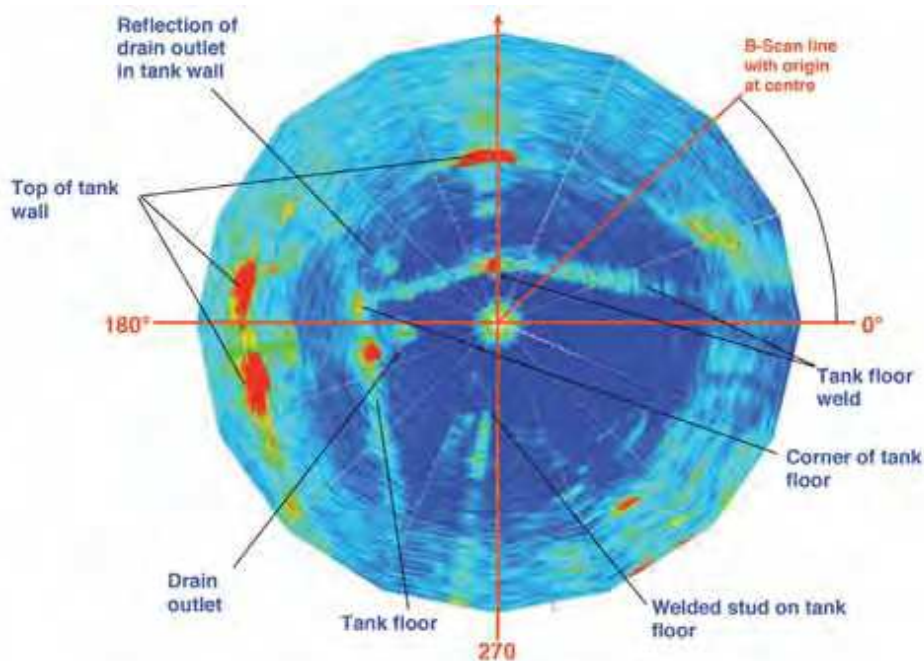 Reflection of
drain outlet
in tank wall
B-Scan line
with origin
at centre
Top of tank
wall
180°
0°
Tank floor
weld
Corner of tank
floor
Drain
outlet
Tank floor
Welded stud on tank
floor
270